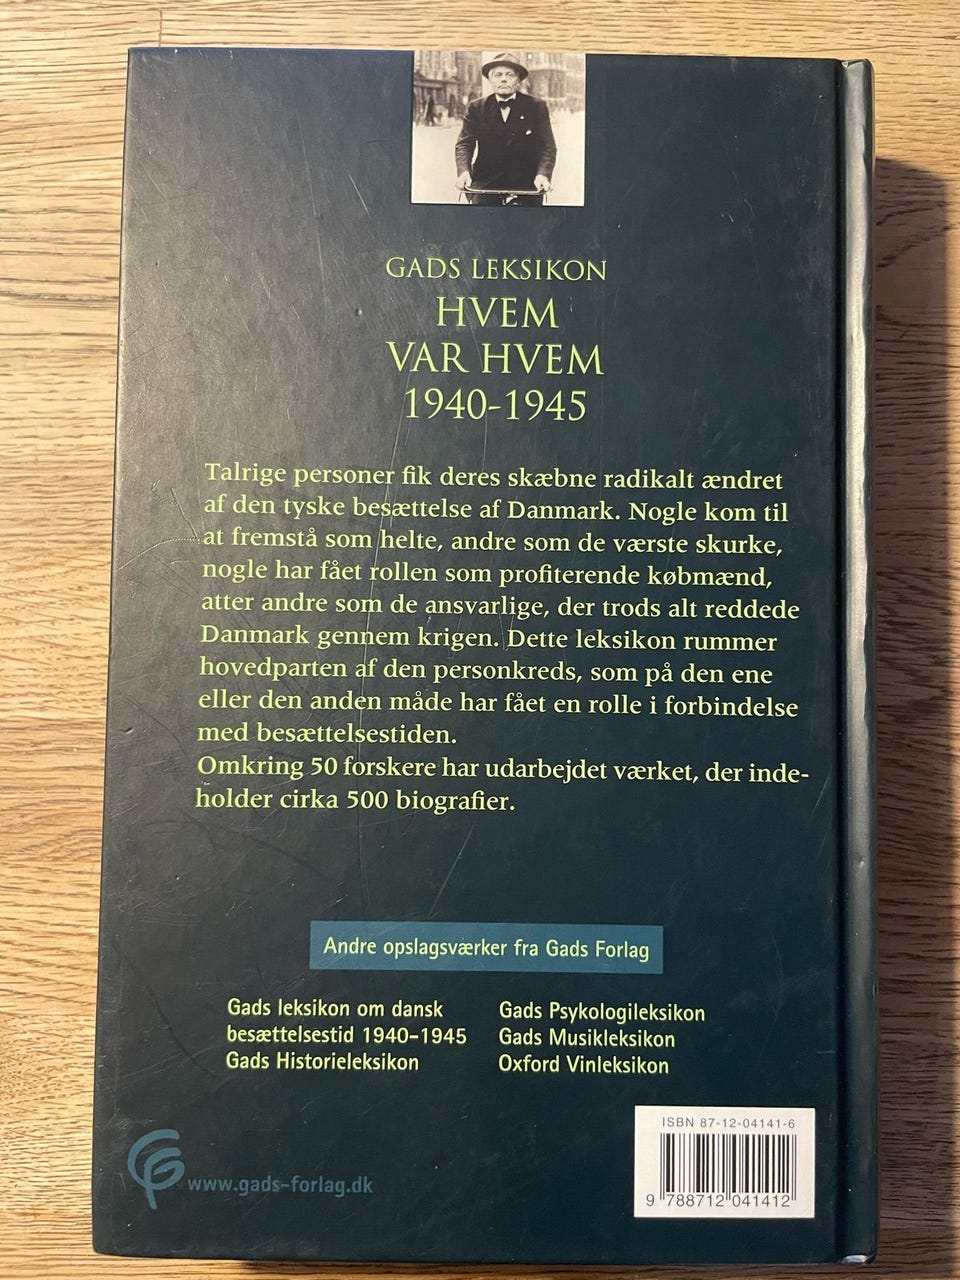 GADS LEKSIKON
HVEM
VAR HVEM
1940-1945
Talrige personer fik deres skæbne radikalt ændret
af den tyske besættelse af Danmark. Nogle kom til
at fremstå som helte, andre som de værste skurke,
nogle har fået rollen som profiterende købmænd,
atter andre som de ansvarlige, der trods alt reddede
Danmark gennem krigen. Dette leksikon rummer
hovedparten af den personkreds, som på den ene
eller den anden måde har fået en rolle i forbindelse
med besættelsestiden.
Omkring 50 forskere har udarbejdet værket, der inde-
holder cirka 500 biografier.
Andre opslagsværker fra Gads Forlag
Gads leksikon om dansk
besættelsestid 1940–1945
Gads Historieleksikon
Gads Psykologileksikon
Gads Musikleksikon
Oxford Vinleksikon
www.gads-forlag.dk
ISBN 87-12-04141-6
9 788712 041412